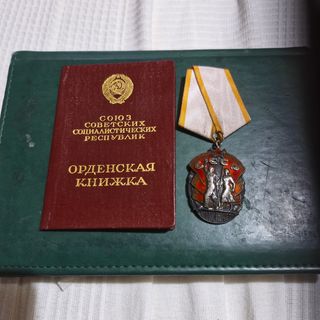 СОЮЗ
СОВЕТСКИХ
СОЦИАЛИСТИЧЕСКИХ
РЕСПУБЛИК
ОРДЕНСКАЯ
КНИЖКА